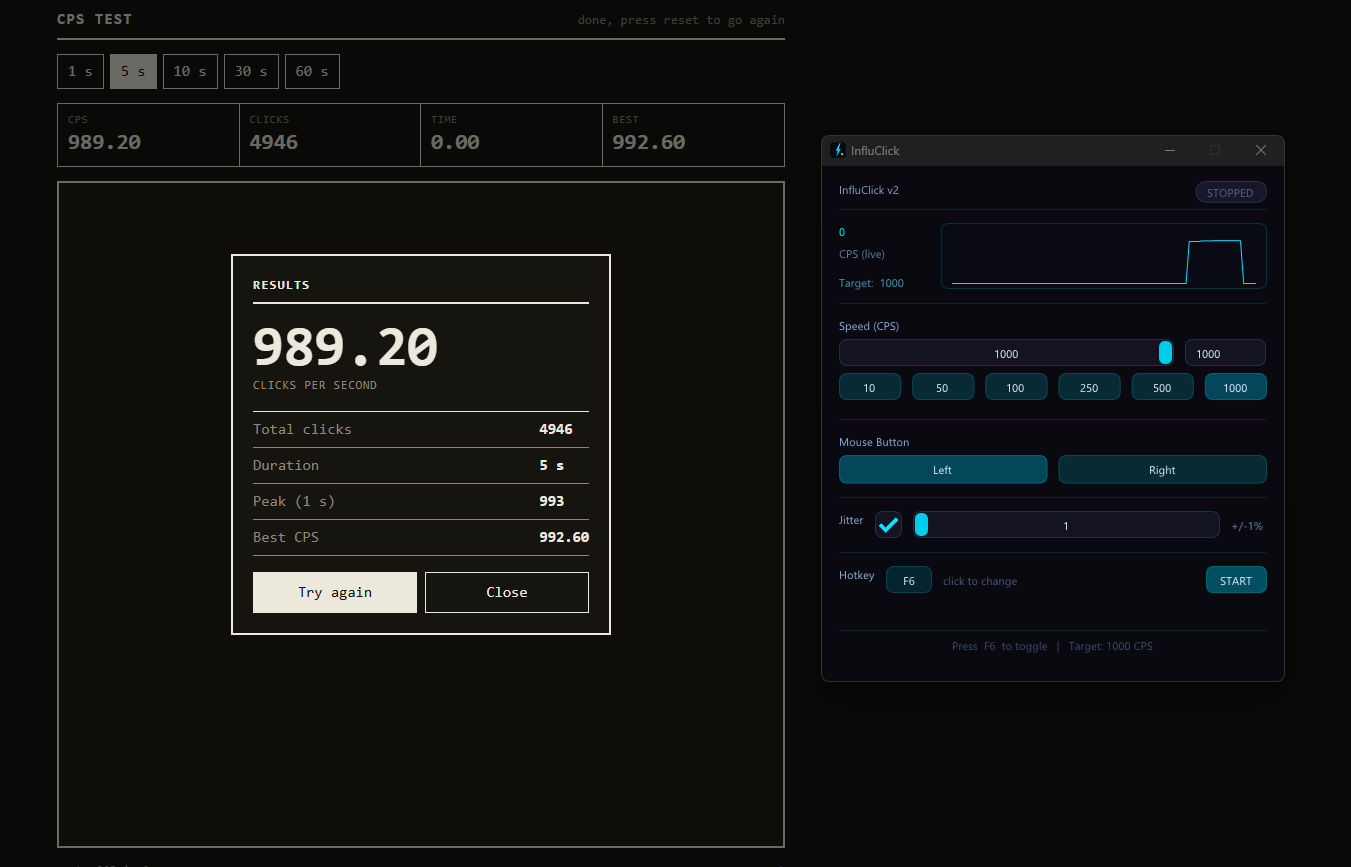 CPS TEST
done, press reset to go again
1 s
5 s
10 s
30 s
60 s
CPS
CLICKS
TIME
BEST
989.20
4946
0.00
992.60
RESULTS
989.20
CLICKS PER SECOND
Total clicks 4946
Duration 5 s
Peak (1 s) 993
Best CPS 992.60
Try again
Close
InfluClick
InfluClick v2
STOPPED
0
CPS (live)
Target: 1000
Speed (CPS)
1000
1000
10
50
100
250
500
1000
Mouse Button
Left
Right
Jitter
1
+/-1%
Hotkey
F6
click to change
START
Press F6 to toggle | Target: 1000 CPS